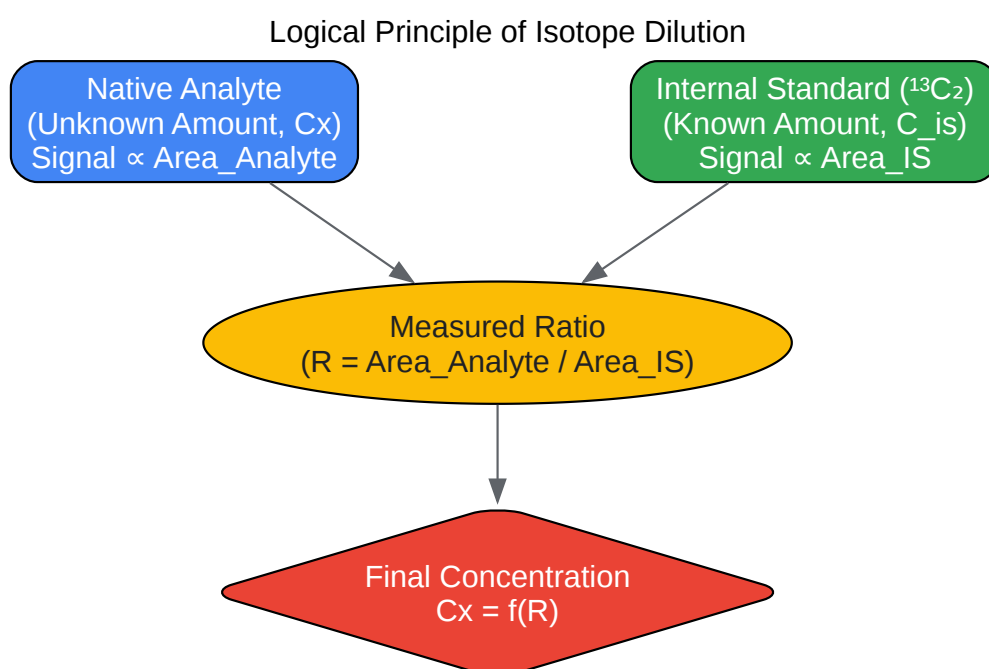 Logical Principle of Isotope Dilution
Native Analyte
(Unknown Amount, Cx)
Signal ∝ Area_Analyte
Internal Standard (¹³C₂)
(Known Amount, C_is)
Signal ∝ Area_IS
Measured Ratio
(R = Area_Analyte / Area_IS)
Final Concentration
Cx = f(R)